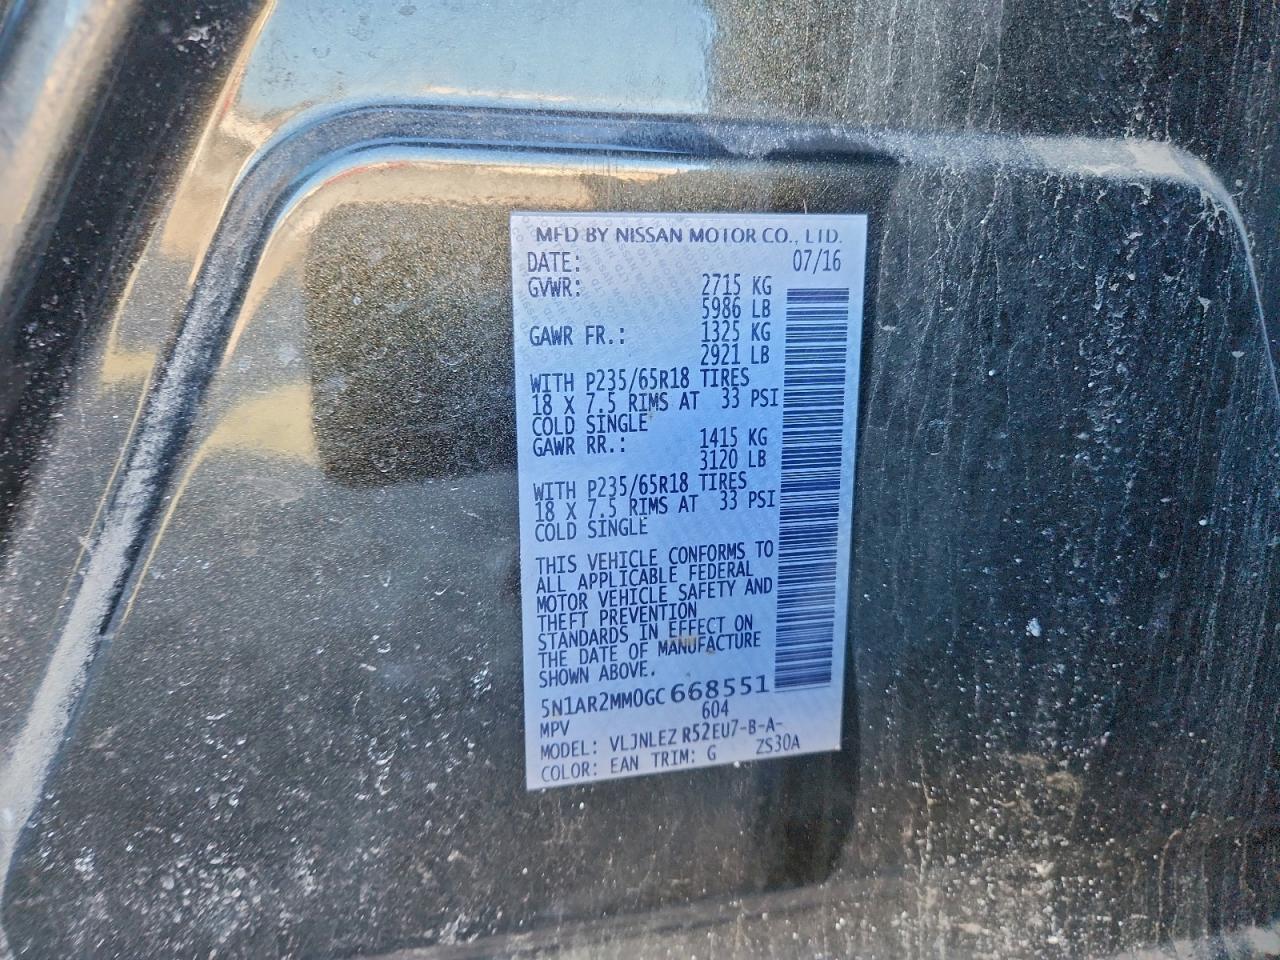 MFD BY NISSAN MOTOR CO., LTD.
DATE: 07/16
GVWR: 2715 KG
5986 LB
GAWR FR.: 1325 KG
2921 LB
WITH P235/65R18 TIRES
18 X 7.5 RIMS AT 33 PSI
COLD SINGLE
GAWR RR.: 1415 KG
3120 LB
WITH P235/65R18 TIRES
18 X 7.5 RIMS AT 33 PSI
COLD SINGLE
THIS VEHICLE CONFORMS TO
ALL APPLICABLE FEDERAL
MOTOR VEHICLE SAFETY AND
THEFT PREVENTION
STANDARDS IN EFFECT ON
THE DATE OF MANUFACTURE
SHOWN ABOVE.
5N1AR2MM0GC668551
MPV 604
MODEL: VLJNLEZ R52EU7-B-A-
COLOR: EAN TRIM: G ZS30A